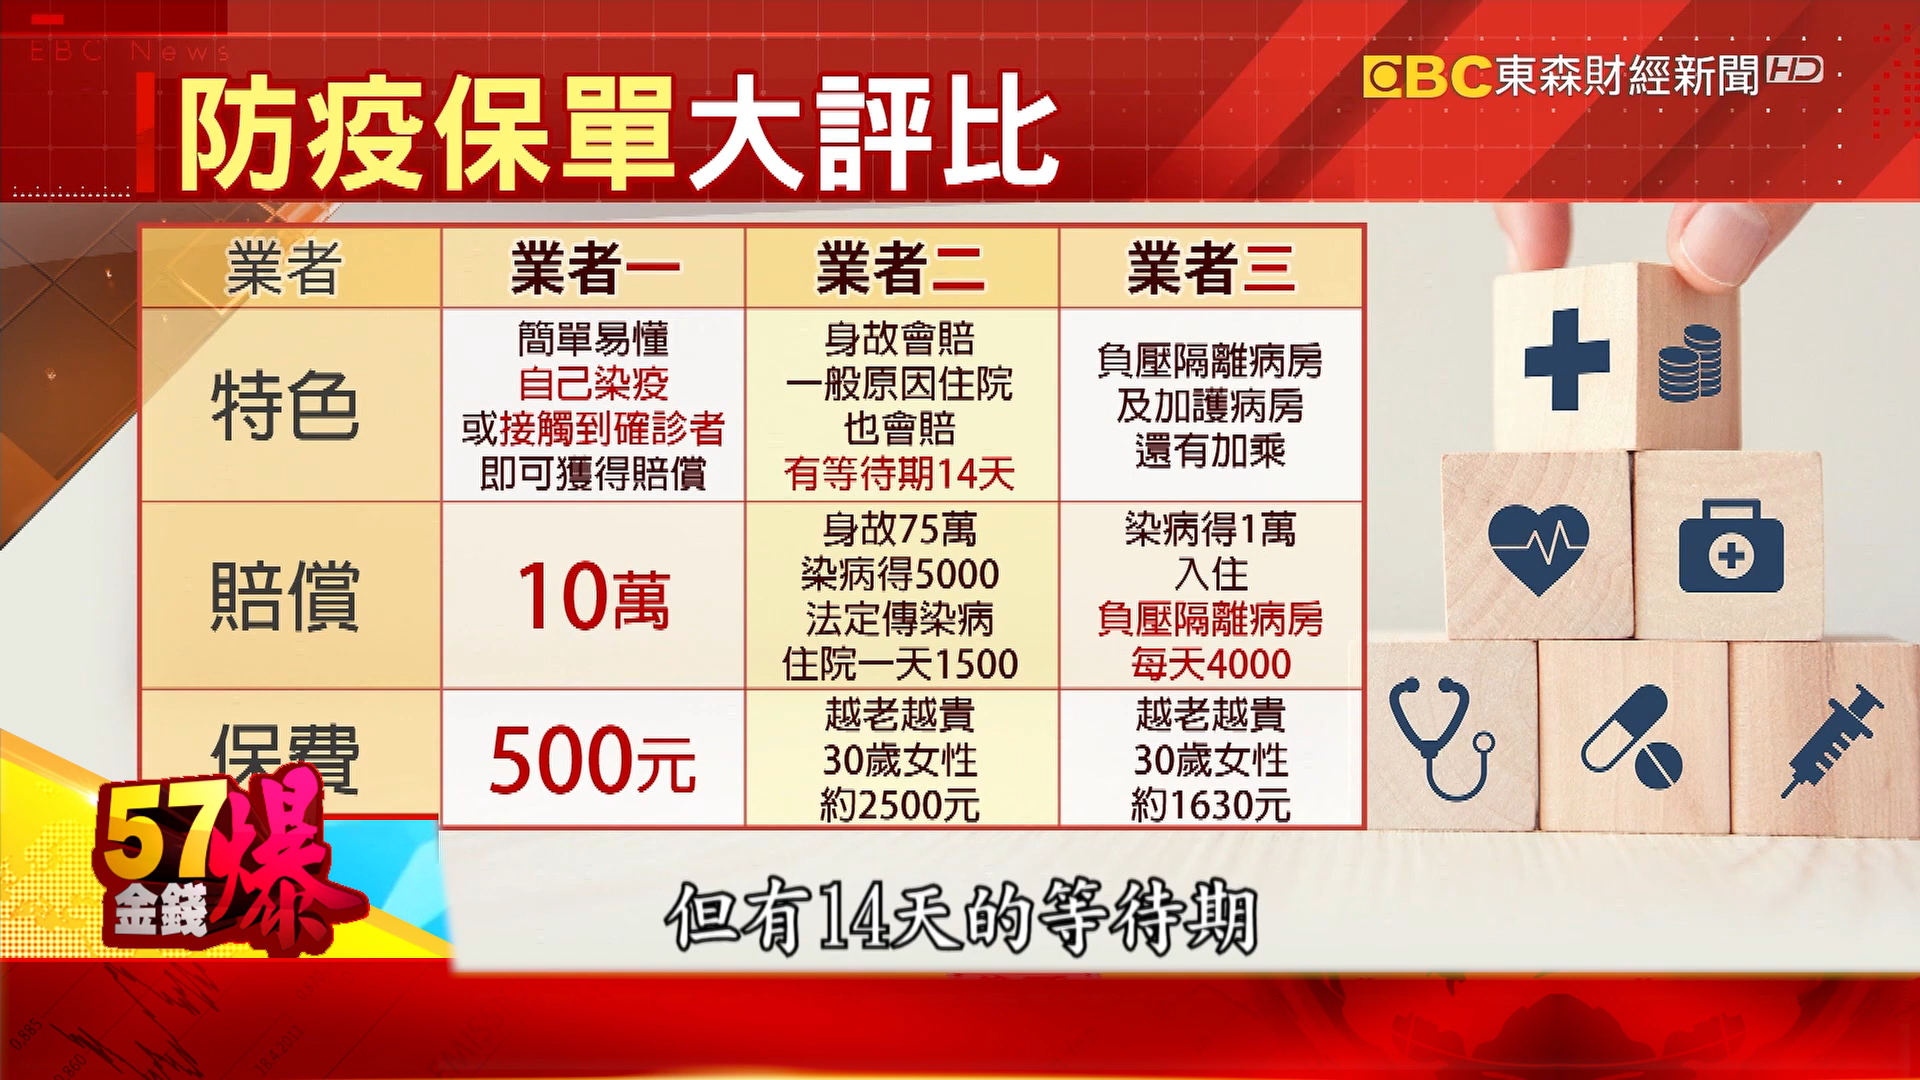 EBC News
防疫保單大評比
EBC東森財經新聞HD
業者
業者一
業者二
業者三
特色
簡單易懂
自己染疫
或接觸到確診者
即可獲得賠償
身故會賠
一般原因住院
也會賠
有等待期14天
負壓隔離病房
及加護病房
還有加乘
賠償
10萬
身故75萬
染病得5000
法定傳染病
住院一天1500
染病得1萬
入住
負壓隔離病房
每天4000
保費
500元
越老越貴
30歲女性
約2500元
越老越貴
30歲女性
約1630元
57爆
金錢
但有14天的等待期
0.885
0.860
18.4.2011